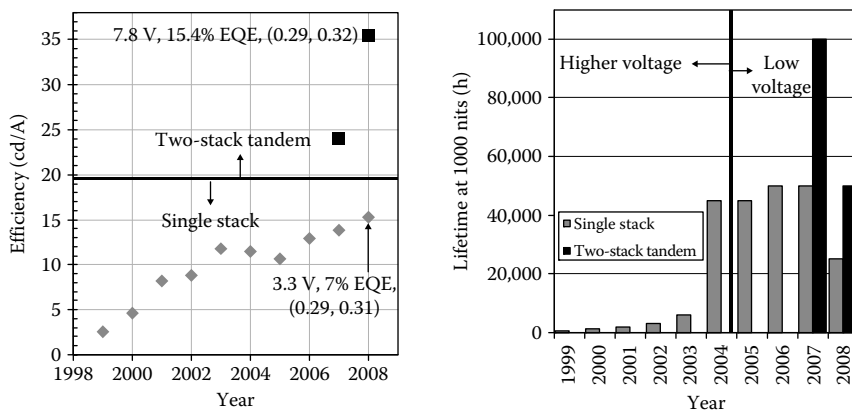 40
35
30
25
20
15
10
5
0
Efficiency (cd/A)
7.8 V, 15.4% EQE, (0.29, 0.32)
Two-stack tandem
Single stack
3.3 V, 7% EQE,
(0.29, 0.31)
1998 2000 2002 2004 2006 2008
Year
100,000
80,000
60,000
40,000
20,000
0
Lifetime at 1000 nits (h)
Higher voltage
Low
voltage
Single stack
Two-stack tandem
1999 2000 2001 2002 2003 2004 2005 2006 2007 2008
Year